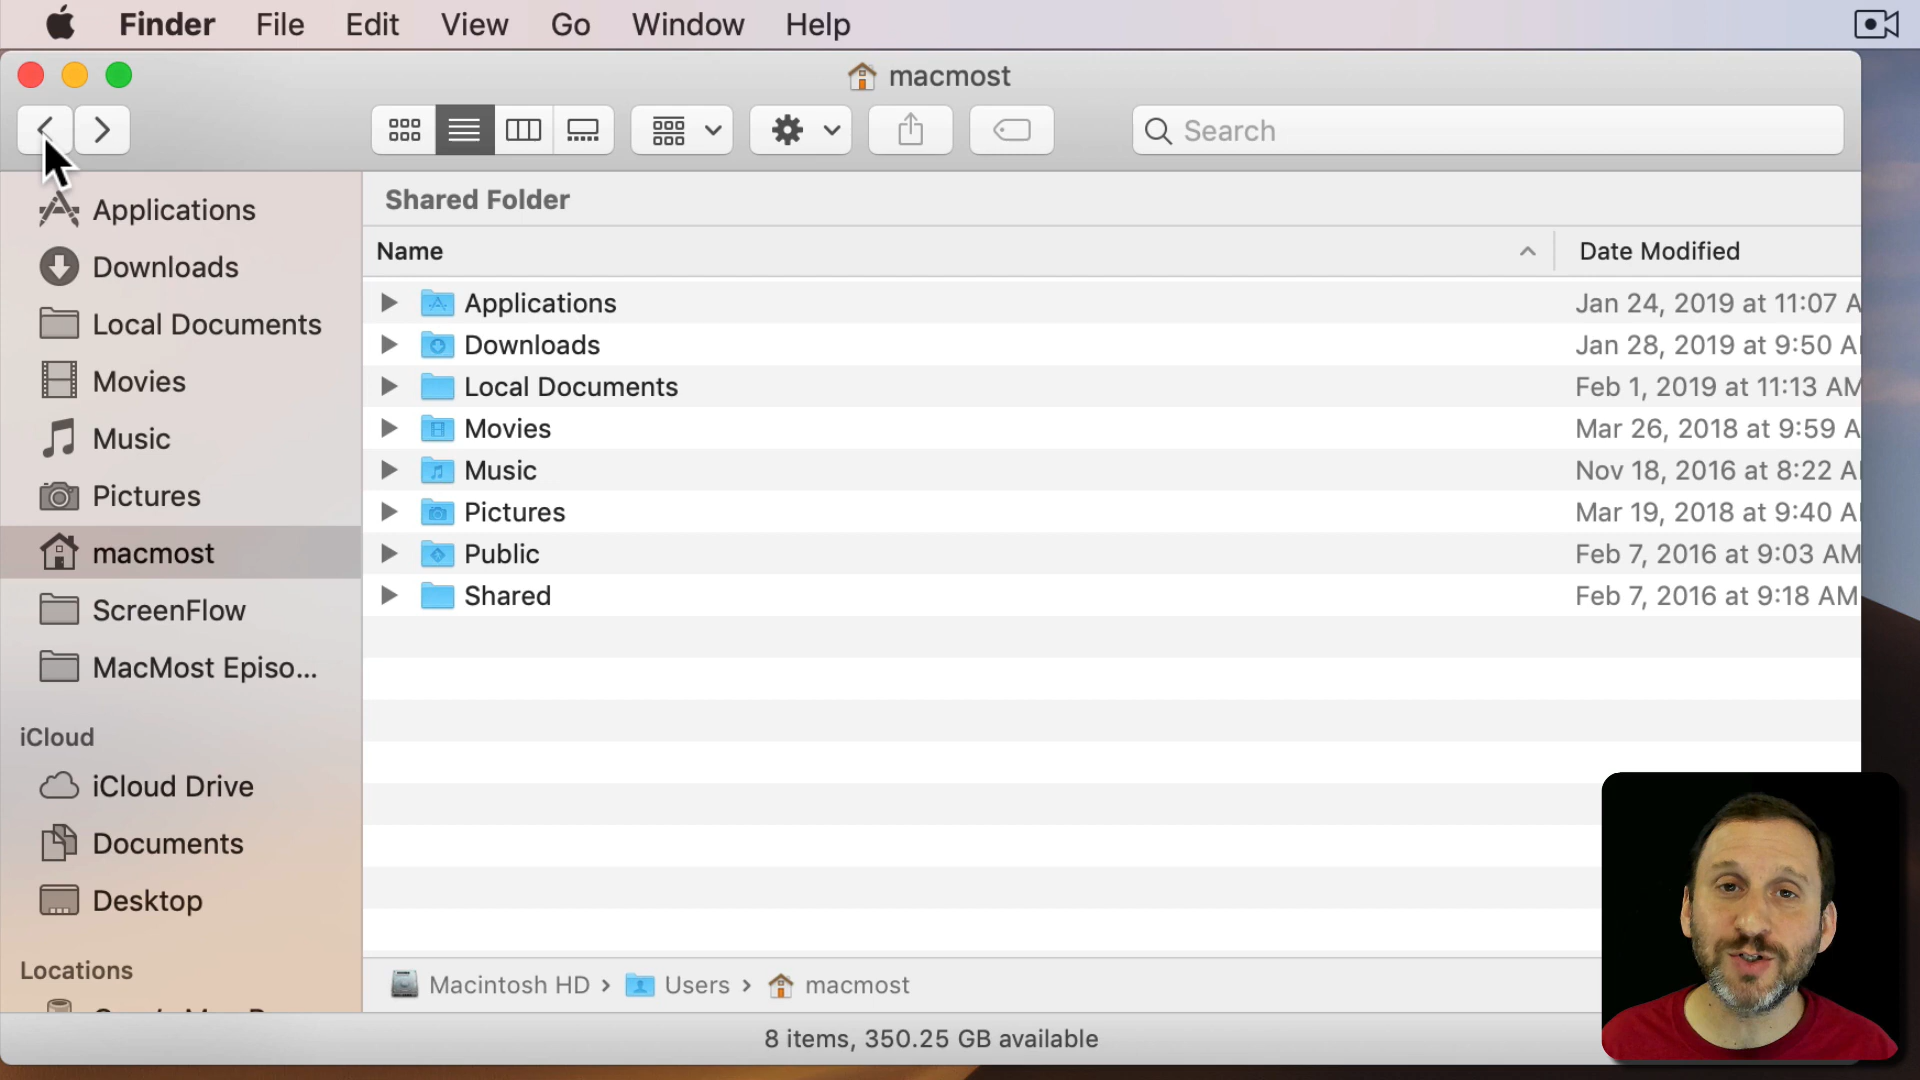 Finder File Edit View Go Window Help
macmost
Search
Applications
Downloads
Local Documents
Movies
Music
Pictures
macmost
ScreenFlow
MacMost Episo...
iCloud
iCloud Drive
Documents
Desktop
Locations
Shared Folder
Name Date Modified
Applications Jan 24, 2019 at 11:07 A
Downloads Jan 28, 2019 at 9:50 A
Local Documents Feb 1, 2019 at 11:13 AM
Movies Mar 26, 2018 at 9:59 A
Music Nov 18, 2016 at 8:22 A
Pictures Mar 19, 2018 at 9:40 A
Public Feb 7, 2016 at 9:03 AM
Shared Feb 7, 2016 at 9:18 AM
Macintosh HD › Users › macmost
8 items, 350.25 GB available